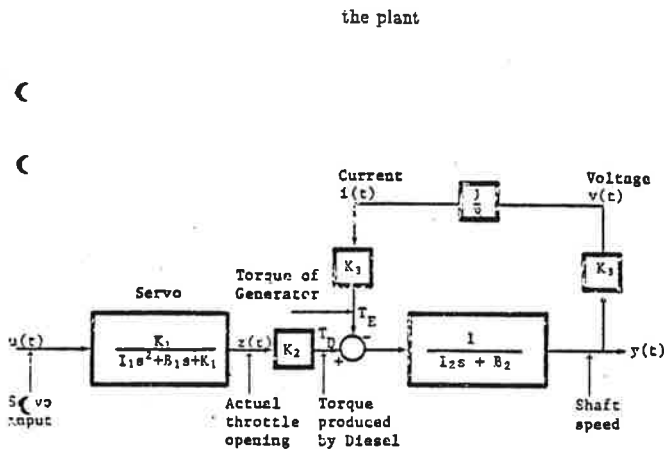 the plant
Current
i(t)
Voltage
v(t)
K3
K3
Torque of
Generator
TE
Servo
u(t)
K1
I1s²+B1s+K1
z(t)
K2
TD
+
-
1
I2s + B2
y(t)
input
Actual
throttle
opening
Torque
produced
by Diesel
Shaft
speed